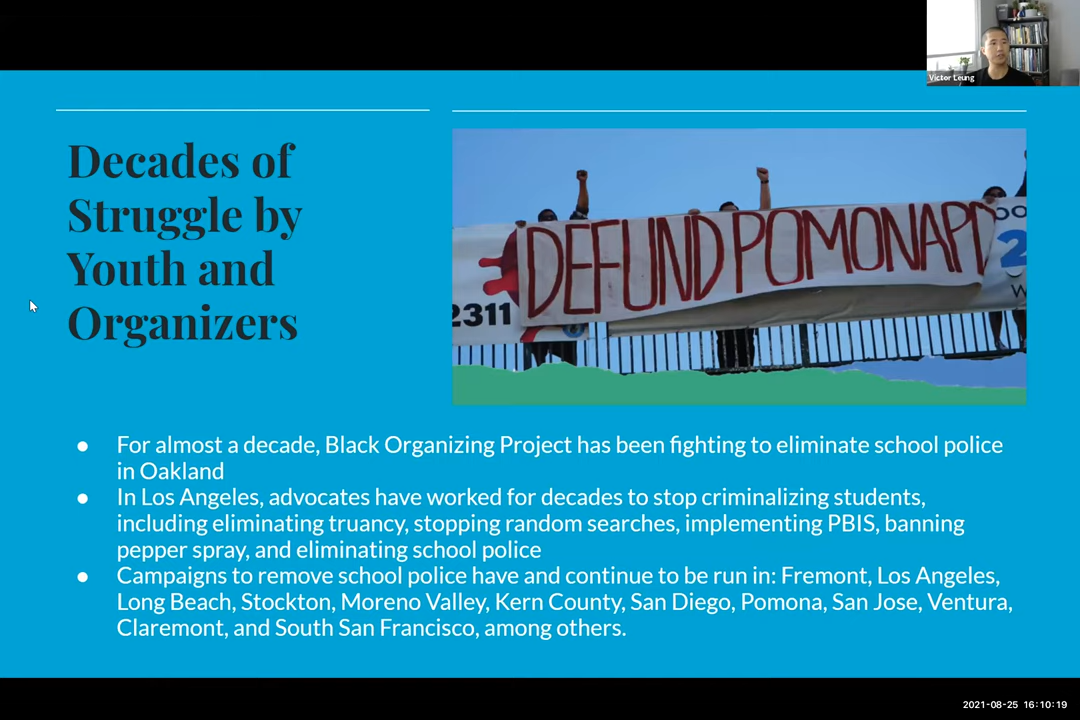 Victor Leung
Decades of
Struggle by
Youth and
Organizers
DEFUND POMONAPD
2311
2
W
For almost a decade, Black Organizing Project has been fighting to eliminate school police
in Oakland
In Los Angeles, advocates have worked for decades to stop criminalizing students,
including eliminating truancy, stopping random searches, implementing PBIS, banning
pepper spray, and eliminating school police
Campaigns to remove school police have and continue to be run in: Fremont, Los Angeles,
Long Beach, Stockton, Moreno Valley, Kern County, San Diego, Pomona, San Jose, Ventura,
Claremont, and South San Francisco, among others.
2021-08-25 16:10:19